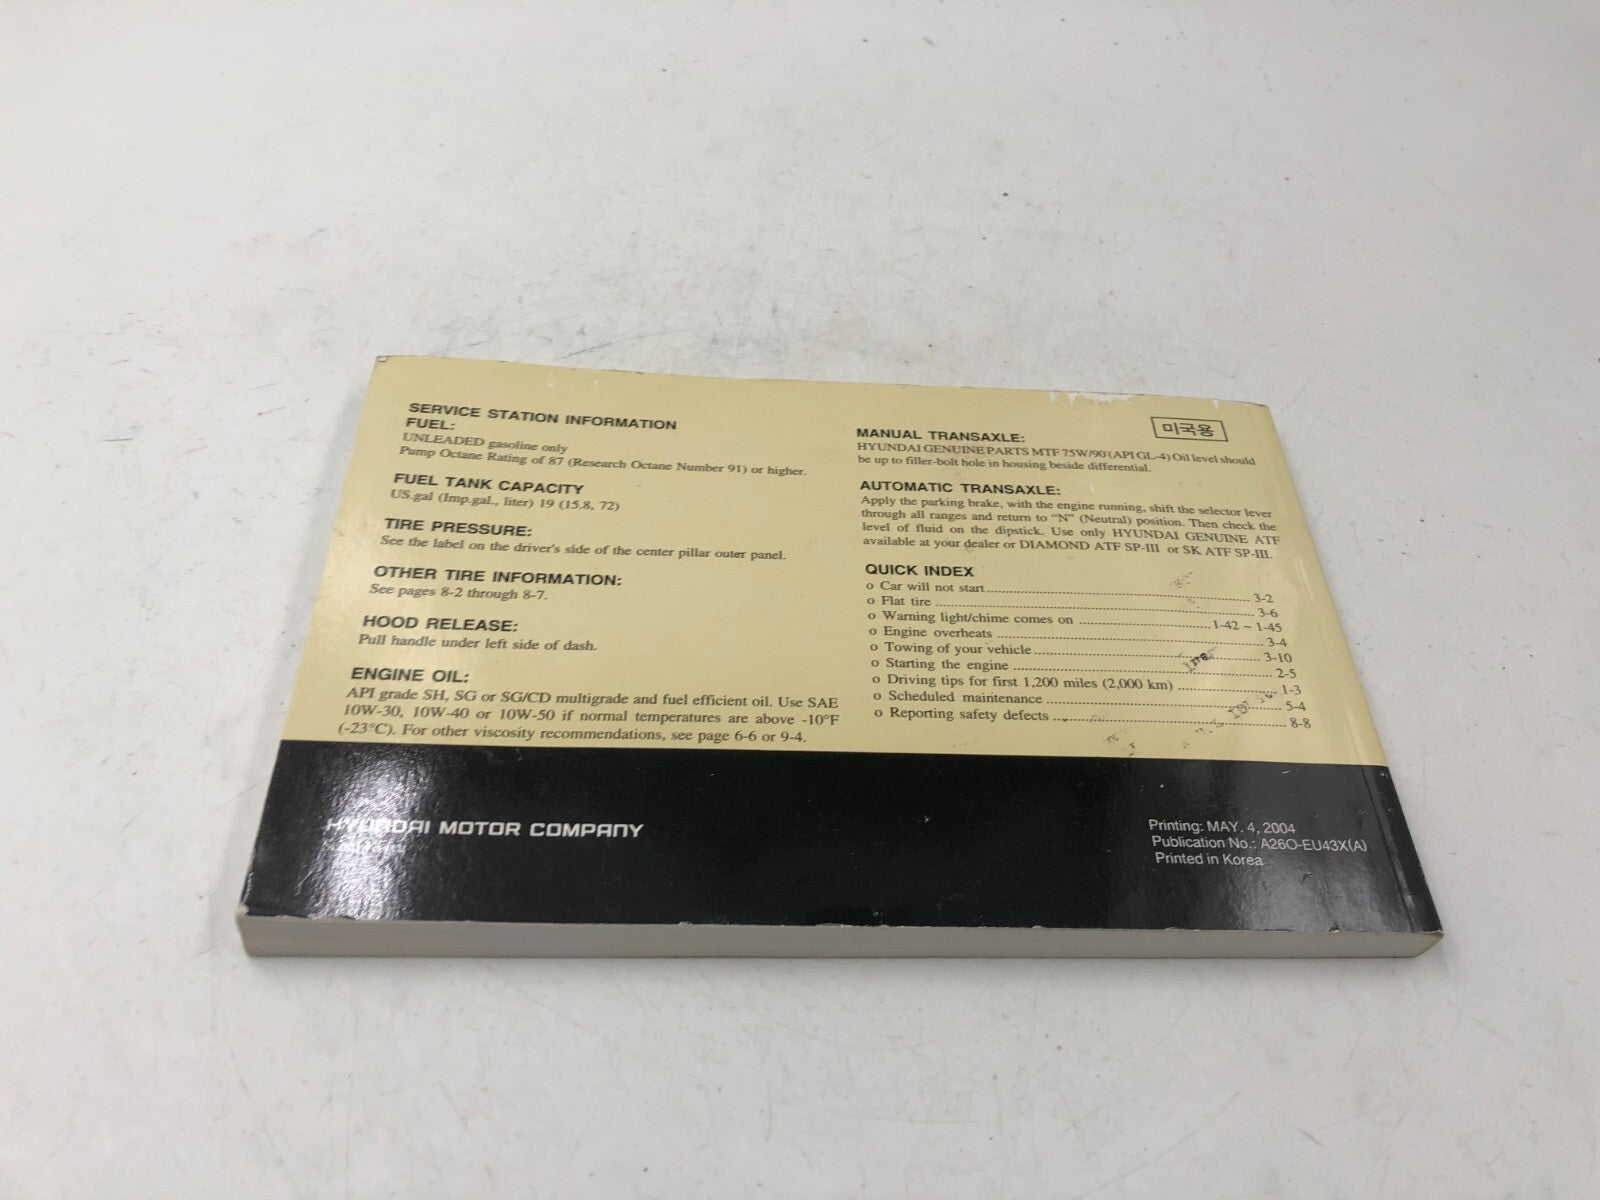 SERVICE STATION INFORMATION
FUEL:
UNLEADED gasoline only
Pump Octane Rating of 87 (Research Octane Number 91) or higher.
FUEL TANK CAPACITY
US.gal (Imp.gal., liter) 19 (15.8, 72)
TIRE PRESSURE:
See the label on the driver's side of the center pillar outer panel.
OTHER TIRE INFORMATION:
See pages 8-2 through 8-7.
HOOD RELEASE:
Pull handle under left side of dash.
ENGINE OIL:
API grade SH, SG or SG/CD multigrade and fuel efficient oil. Use SAE
10W-30, 10W-40 or 10W-50 if normal temperatures are above -10°F
(-23°C). For other viscosity recommendations, see page 6-6 or 9-4.
미국용
MANUAL TRANSAXLE:
HYUNDAI GENUINE PARTS MTF 75W/90 (API GL-4) Oil level should
be up to filler-bolt hole in housing beside differential.
AUTOMATIC TRANSAXLE:
Apply the parking brake, with the engine running, shift the selector lever
through all ranges and return to "N" (Neutral) position. Then check the
level of fluid on the dipstick. Use only HYUNDAI GENUINE ATF
available at your dealer or DIAMOND ATF SP-III or SK ATF SP-III.
QUICK INDEX
o Car will not start ........ 3-2
o Flat tire ........ 3-6
o Warning light/chime comes on ........ 1-42 ~ 1-45
o Engine overheats ........ 3-4
o Towing of your vehicle ........ 3-10
o Starting the engine ........ 2-5
o Driving tips for first 1,200 miles (2,000 km) ........ 1-3
o Scheduled maintenance ........ 5-4
o Reporting safety defects ........ 8-8
HYUNDAI MOTOR COMPANY
Printing: MAY. 4, 2004
Publication No.: A26O-EU43X(A)
Printed in Korea